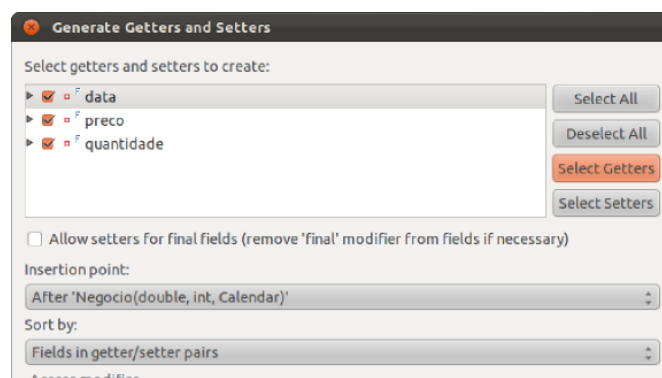 Generate Getters and Setters
Select getters and setters to create:
data
preco
quantidade
Select All
Deselect All
Select Getters
Select Setters
Allow setters for final fields (remove 'final' modifier from fields if necessary)
Insertion point:
After 'Negocio(double, int, Calendar)'
Sort by:
Fields in getter/setter pairs